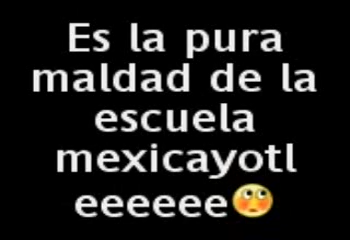 Es la pura
maldad de la
escuela
mexicayotl
eeeeee🙄